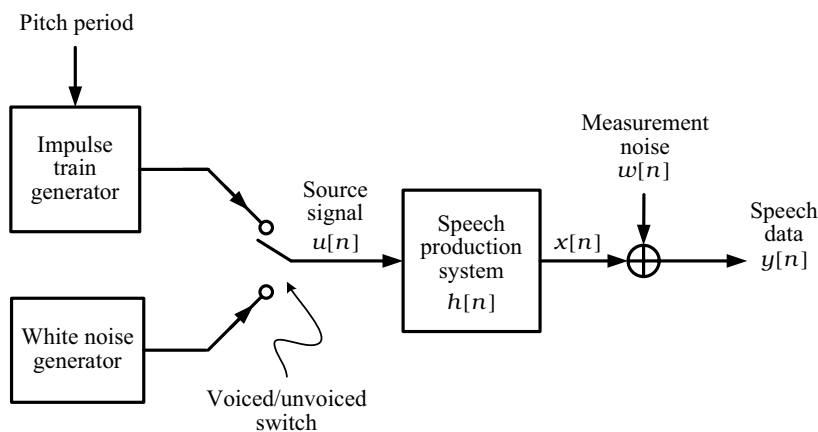 Pitch period
Impulse
train
generator
Source
signal
u[n]
Speech
production
system
h[n]
x[n]
Measurement
noise
w[n]
Speech
data
y[n]
White noise
generator
Voiced/unvoiced
switch